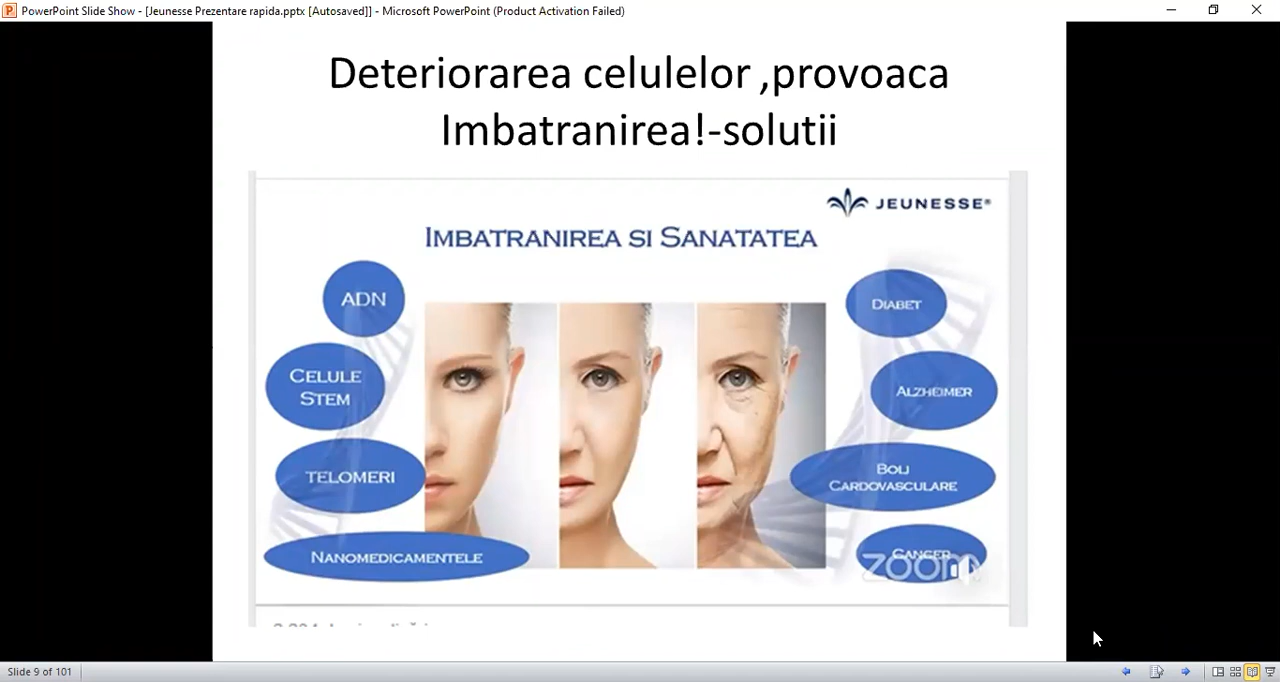 PowerPoint Slide Show - [Jeunesse Prezentare rapida.pptx [Autosaved]] - Microsoft PowerPoint (Product Activation Failed)
Deteriorarea celulelor ,provoaca
Imbatranirea!-solutii
JEUNESSE®
IMBATRANIREA SI SANATATEA
ADN
CELULE
STEM
TELOMERI
NANOMEDICAMENTELE
DIABET
ALZHEIMER
BOLI
CARDOVASCULARE
CANCER
zoom
Slide 9 of 101